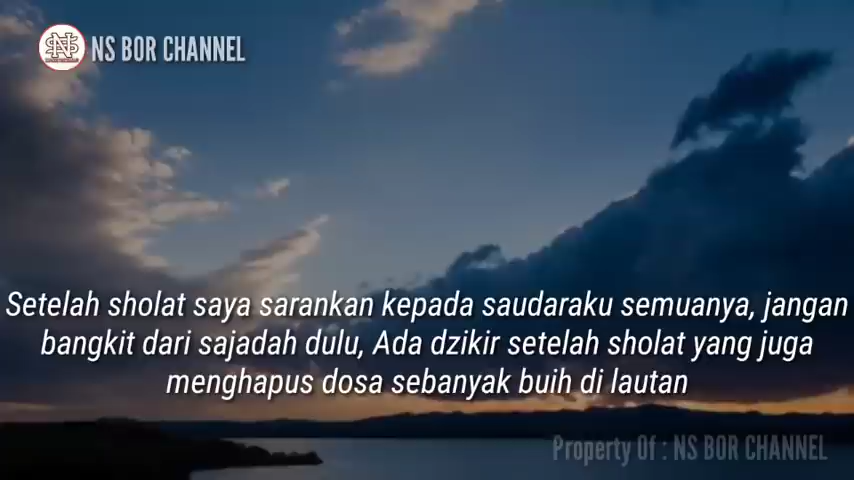 NS BOR CHANNEL
Setelah sholat saya sarankan kepada saudaraku semuanya, jangan
bangkit dari sajadah dulu, Ada dzikir setelah sholat yang juga
menghapus dosa sebanyak buih di lautan
Property Of : NS BOR CHANNEL